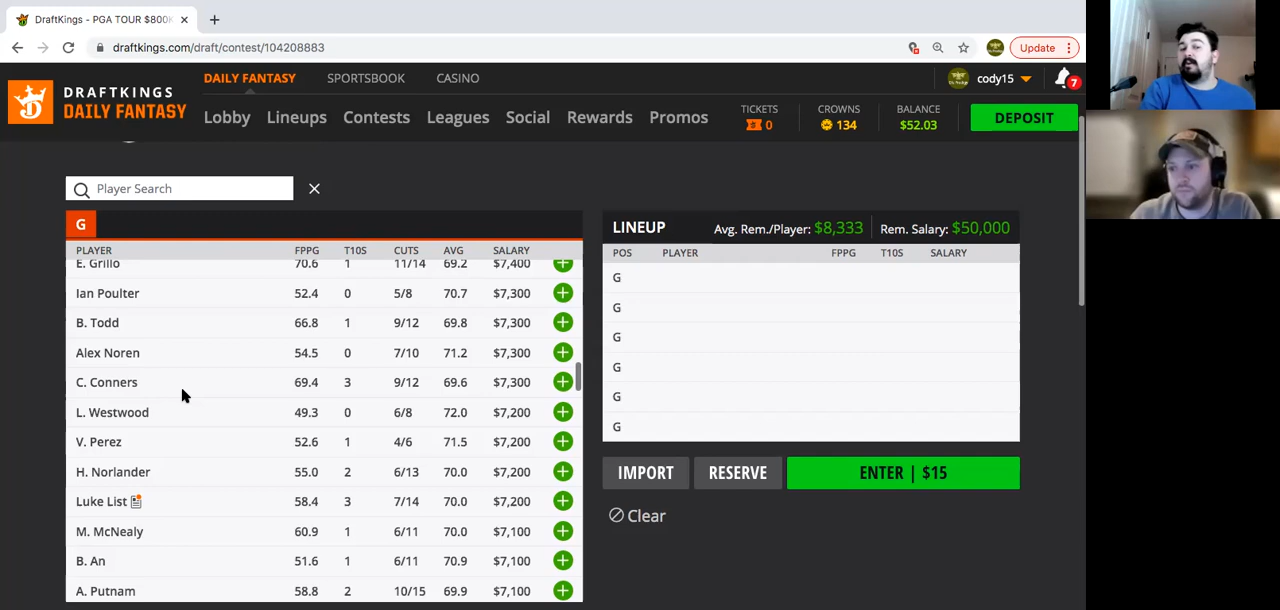 DraftKings - PGA TOUR $800K
draftkings.com/draft/contest/104208883
Update
DAILY FANTASY SPORTSBOOK CASINO
cody15
7
DRAFTKINGS
DAILY FANTASY
Lobby Lineups Contests Leagues Social Rewards Promos
TICKETS CROWNS BALANCE
0 134 $52.03
DEPOSIT
Player Search
G
PLAYER FPPG T10S CUTS AVG SALARY
E. Grillo 70.6 1 11/14 69.2 $7,400
Ian Poulter 52.4 0 5/8 70.7 $7,300
B. Todd 66.8 1 9/12 69.8 $7,300
Alex Noren 54.5 0 7/10 71.2 $7,300
C. Conners 69.4 3 9/12 69.6 $7,300
L. Westwood 49.3 0 6/8 72.0 $7,200
V. Perez 52.6 1 4/6 71.5 $7,200
H. Norlander 55.0 2 6/13 70.0 $7,200
Luke List 58.4 3 7/14 70.0 $7,200
M. McNealy 60.9 1 6/11 70.0 $7,100
B. An 51.6 1 6/11 70.9 $7,100
A. Putnam 58.8 2 10/15 69.9 $7,100
LINEUP Avg. Rem./Player: $8,333 Rem. Salary: $50,000
POS PLAYER FPPG T10S SALARY
G
G
G
G
G
G
IMPORT RESERVE ENTER | $15
Clear